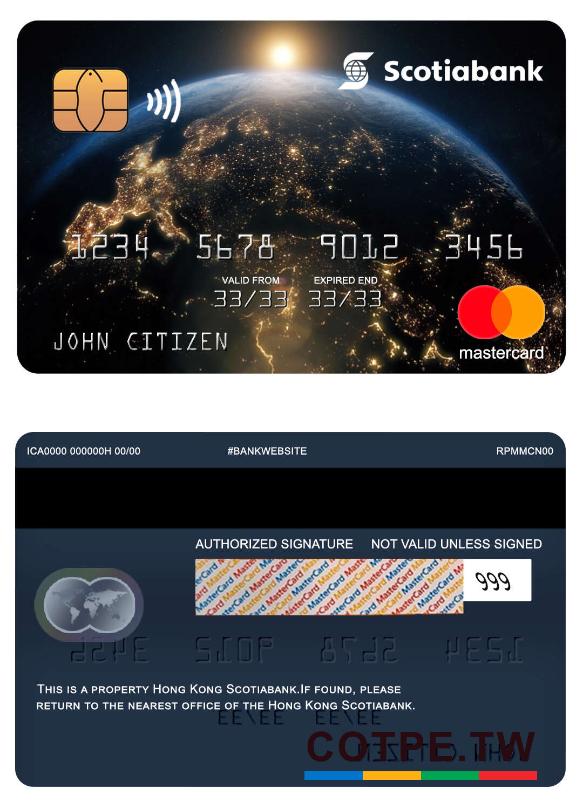 Scotiabank
1234 5678 9012 3456
VALID FROM EXPIRED END
33/33 33/33
JOHN CITIZEN
mastercard
ICA0000 000000H 00/00 #BANKWEBSITE RPMMCN00
AUTHORIZED SIGNATURE NOT VALID UNLESS SIGNED
MasterCard
999
THIS IS A PROPERTY HONG KONG SCOTIABANK.IF FOUND, PLEASE
RETURN TO THE NEAREST OFFICE OF THE HONG KONG SCOTIABANK.
COTPE.TW